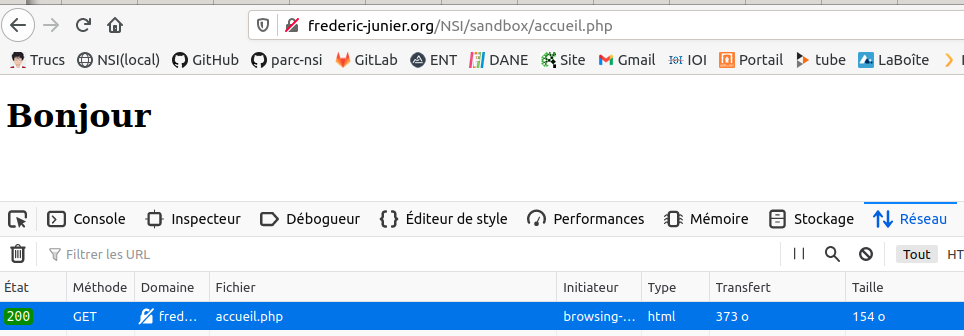 frederic-junier.org/NSI/sandbox/accueil.php
Trucs NSI(local) GitHub parc-nsi GitLab ENT DANE Site Gmail IOI Portail tube LaBoîte
Bonjour
Console Inspecteur Débogueur Éditeur de style Performances Mémoire Stockage Réseau
Filtrer les URL Tout HT
État Méthode Domaine Fichier Initiateur Type Transfert Taille
200 GET fred… accueil.php browsing-… html 373 o 154 o